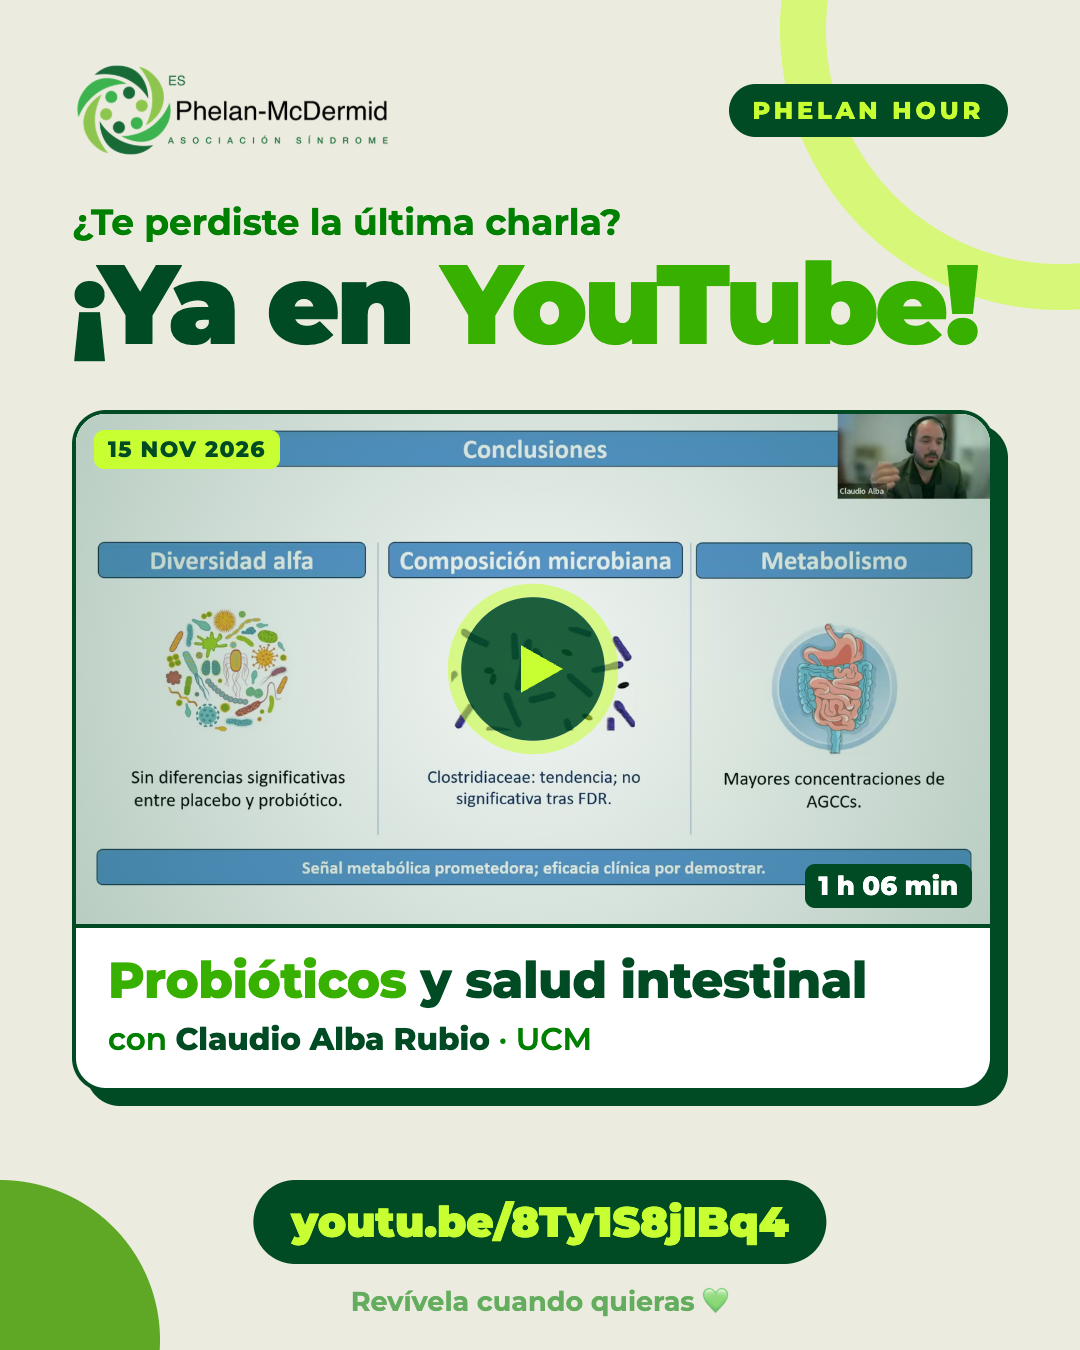 ES
Phelan-McDermid
ASOCIACIÓN SÍNDROME
PHELAN HOUR
¿Te perdiste la última charla?
¡Ya en YouTube!
15 NOV 2026
Conclusiones
Claudio Alba
Diversidad alfa
Composición microbiana
Metabolismo
Sin diferencias significativas
entre placebo y probiótico.
Clostridiaceae: tendencia; no
significativa tras FDR.
Mayores concentraciones de
AGCCs.
Señal metabólica prometedora; eficacia clínica por demostrar.
1 h 06 min
Probióticos y salud intestinal
con Claudio Alba Rubio · UCM
youtu.be/8Ty1S8jIBq4
Revívela cuando quieras 💚